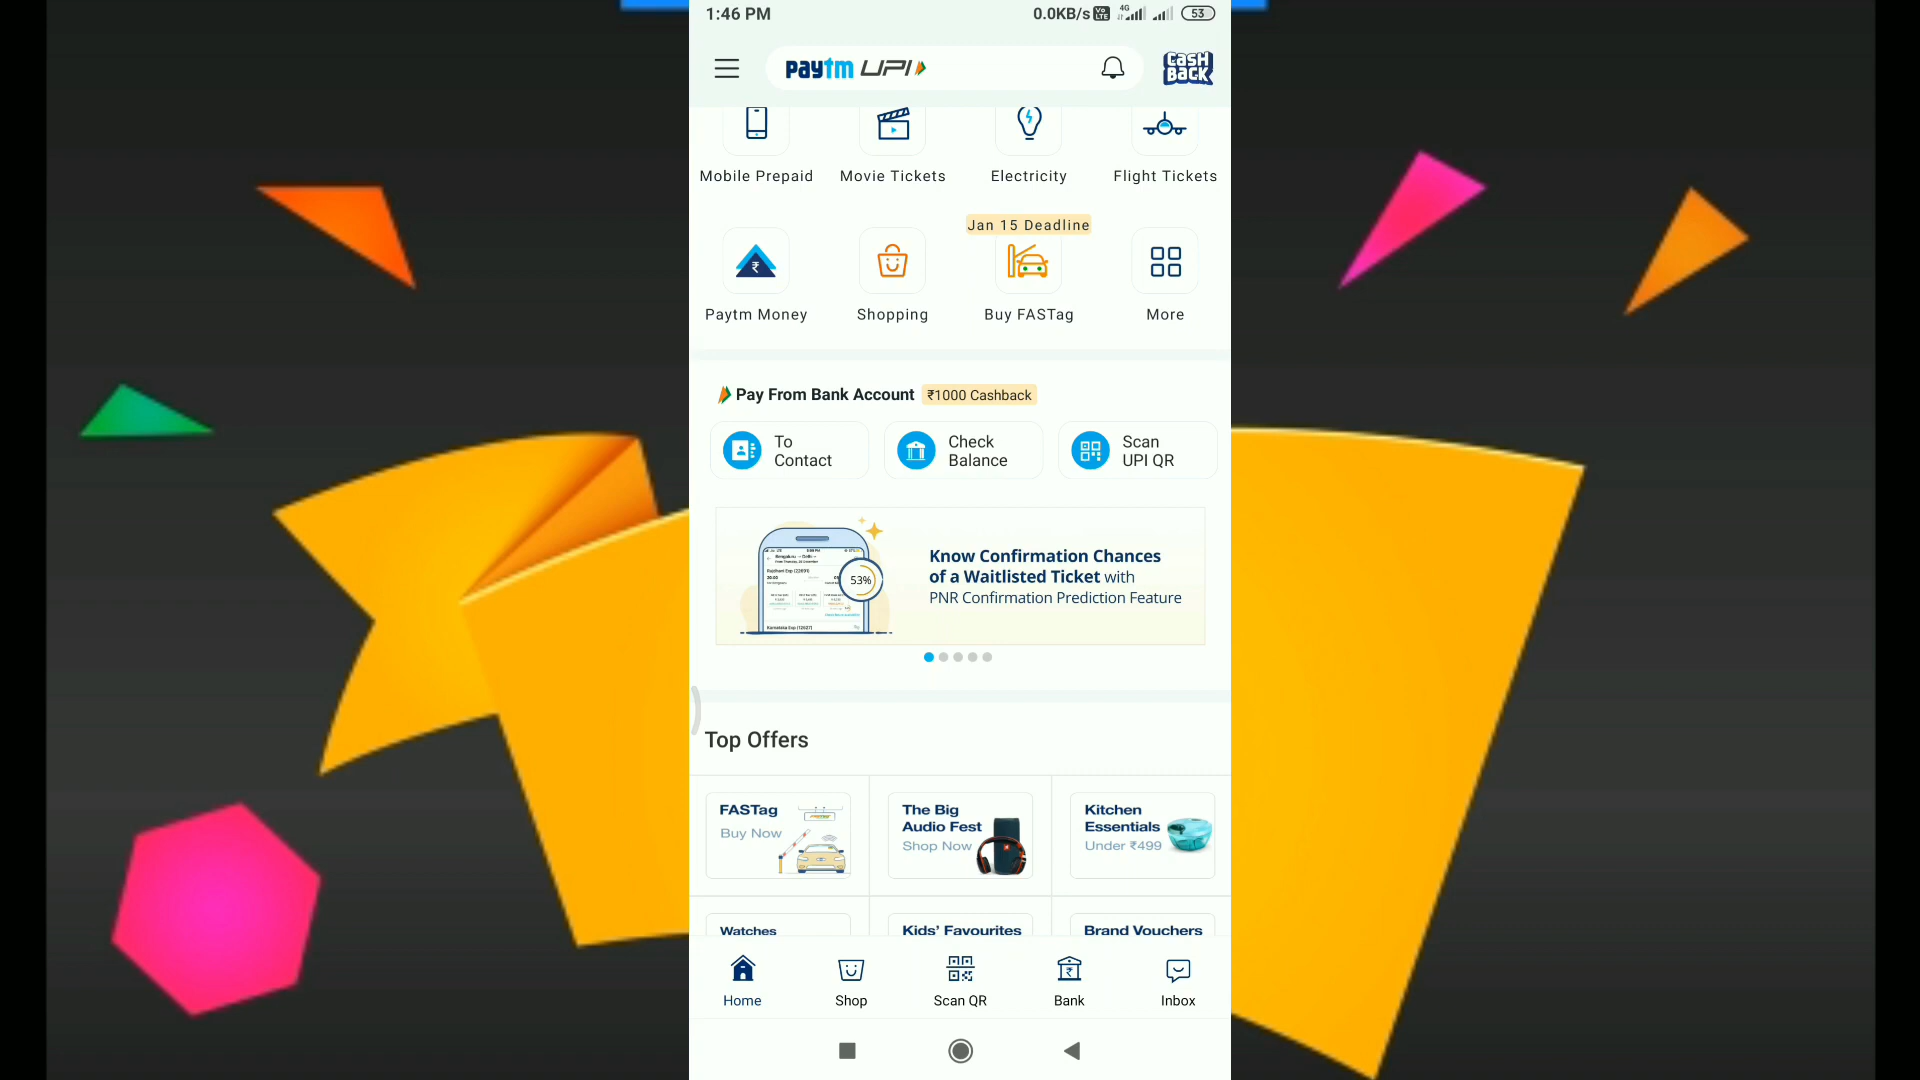 1:46 PM 0.0KB/s Vo LTE 4G 53
paytm UPI CASH BACK
Mobile Prepaid Movie Tickets Electricity Flight Tickets
Jan 15 Deadline
Paytm Money Shopping Buy FASTag More
Pay From Bank Account ₹1000 Cashback
To Contact
Check Balance
Scan UPI QR
53%
Know Confirmation Chances
of a Waitlisted Ticket with
PNR Confirmation Prediction Feature
Top Offers
FASTag
Buy Now
The Big
Audio Fest
Shop Now
Kitchen
Essentials
Under ₹499
Watches Kids' Favourites Brand Vouchers
Home Shop Scan QR Bank Inbox